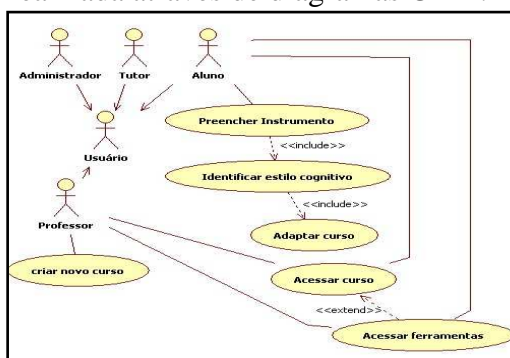 Administrador Tutor Aluno
Preencher Instrumento
<<include>>
Usuário
Identificar estilo cognitivo
<<include>>
Professor
Adaptar curso
criar novo curso
Acessar curso
<<extend>>
Acessar ferramentas